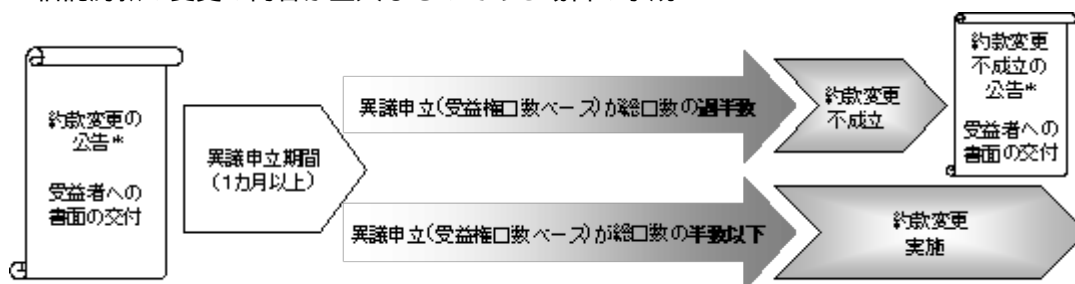 約款変更の
公告*
受益者への
書面の交付
異議申立期間
(1カ月以上)
異議申立(受益権口数ベース)が総口数の過半数
約款変更
不成立
約款変更
不成立の
公告*
受益者への
書面の交付
異議申立(受益権口数ベース)が総口数の半数以下
約款変更
実施